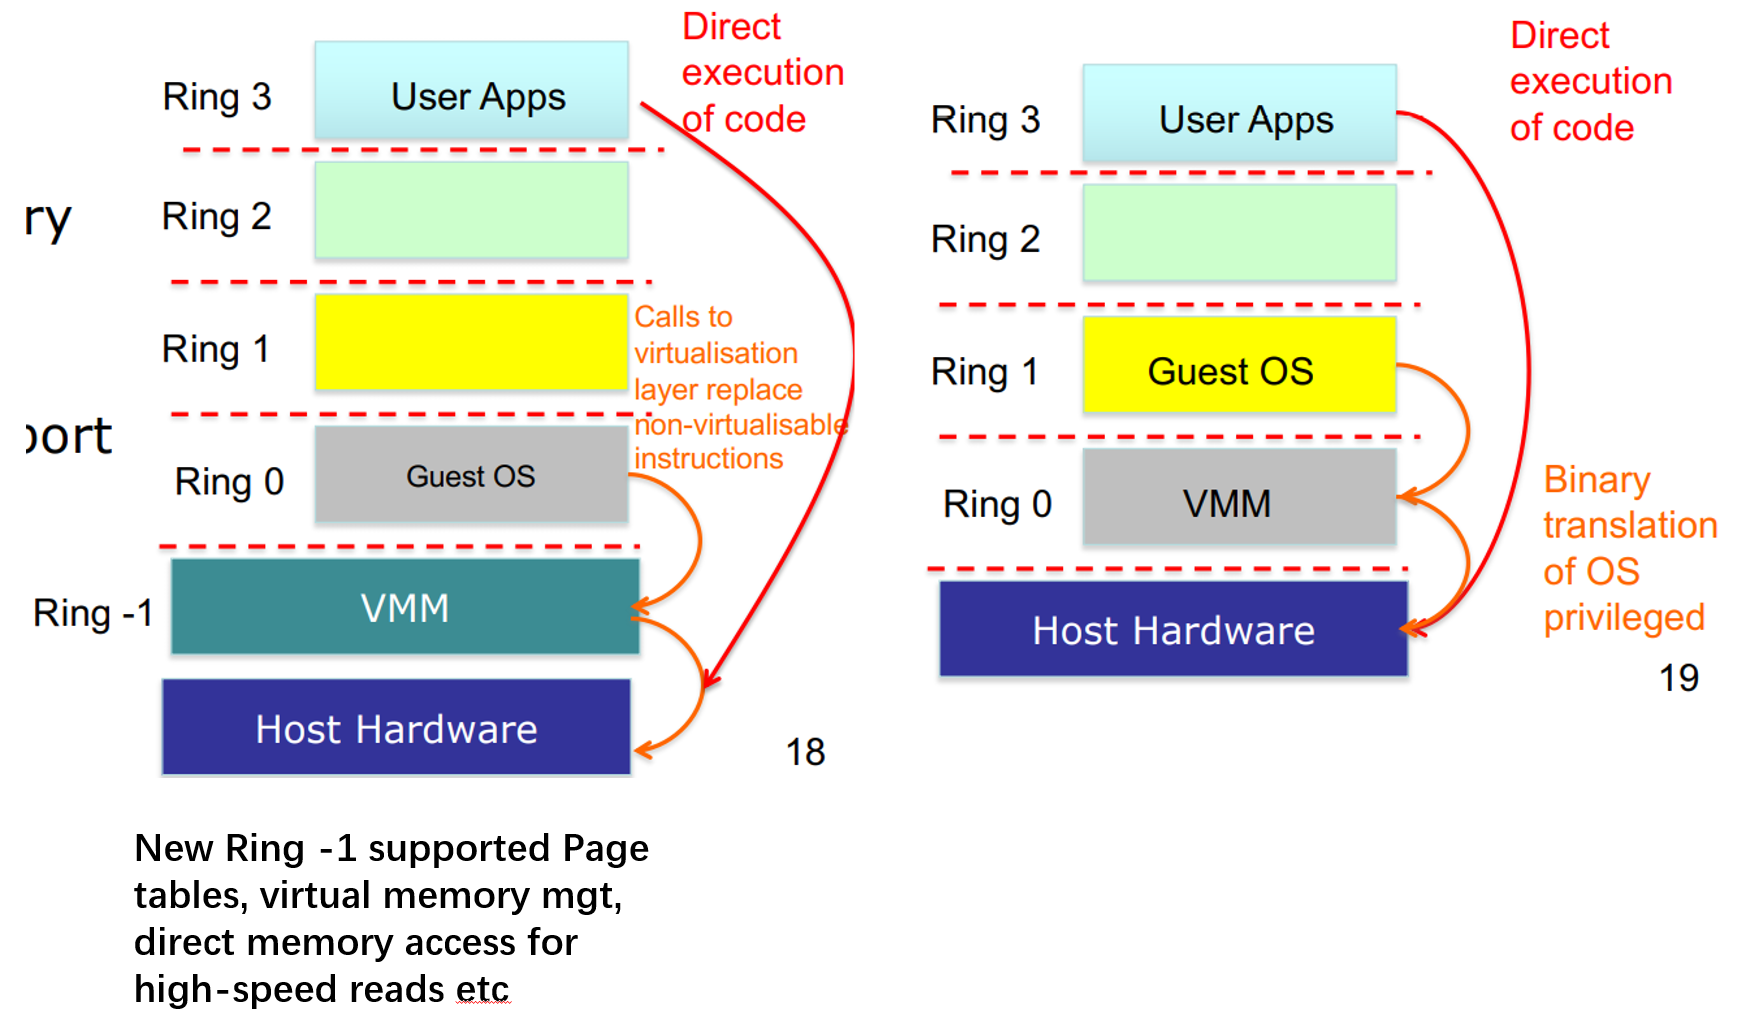 Direct
execution
of code
Ring 3
User Apps
ry
Ring 2
Ring 1
Calls to
virtualisation
layer replace
non-virtualisable
instructions
port
Ring 0
Guest OS
Ring -1
VMM
Host Hardware
18
New Ring -1 supported Page
tables, virtual memory mgt,
direct memory access for
high-speed reads etc
Direct
execution
of code
Ring 3
User Apps
Ring 2
Ring 1
Guest OS
Ring 0
VMM
Binary
translation
of OS
privileged
Host Hardware
19